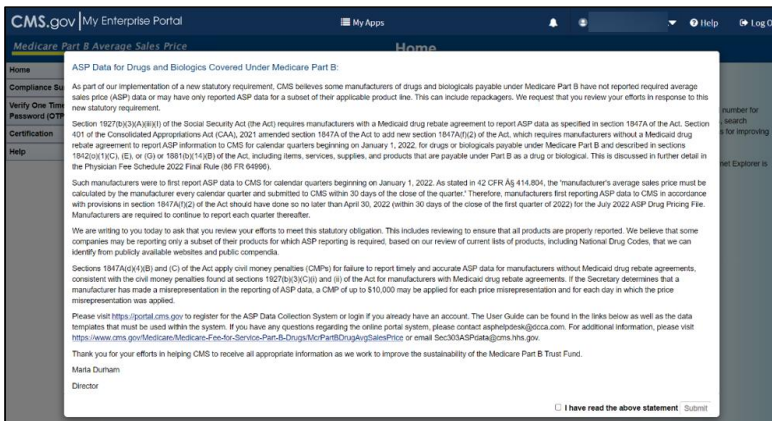 CMS.gov My Enterprise Portal
My Apps
Help
Log O
Medicare Part B Average Sales Price
Home
Home
Compliance Su
Verify One Time
Password (OTP
Certification
Help
ASP Data for Drugs and Biologics Covered Under Medicare Part B:
As part of our implementation of a new statutory requirement, CMS believes some manufacturers of drugs and biologicals payable under Medicare Part B have not reported required average
sales price (ASP) data or may have only reported ASP data for a subset of their applicable product line. This can include repackagers. We request that you review your efforts in response to this
new statutory requirement.
Section 1927(b)(3)(A)(iii)(I) of the Social Security Act (the Act) requires manufacturers with a Medicaid drug rebate agreement to report ASP data as specified in section 1847A of the Act. Section
401 of the Consolidated Appropriations Act (CAA), 2021 amended section 1847A of the Act to add new section 1847A(f)(2) of the Act, which requires manufacturers without a Medicaid drug
rebate agreement to report ASP information to CMS for calendar quarters beginning on January 1, 2022, for drugs or biologicals payable under Medicare Part B and described in sections
1842(o)(1)(C), (E), or (G) or 1881(b)(14)(B) of the Act, including items, services, supplies, and products that are payable under Part B as a drug or biological. This is discussed in further detail in
the Physician Fee Schedule 2022 Final Rule (86 FR 64996).
Such manufacturers were to first report ASP data to CMS for calendar quarters beginning on January 1, 2022. As stated in 42 CFR Â§ 414.804, the 'manufacturer's average sales price must be
calculated by the manufacturer every calendar quarter and submitted to CMS within 30 days of the close of the quarter.' Therefore, manufacturers first reporting ASP data to CMS in accordance
with provisions in section 1847A(f)(2) of the Act should have done so no later than April 30, 2022 (within 30 days of the close of the first quarter of 2022) for the July 2022 ASP Drug Pricing File.
Manufacturers are required to continue to report each quarter thereafter.
We are writing to you today to ask that you review your efforts to meet this statutory obligation. This includes reviewing to ensure that all products are properly reported. We believe that some
companies may be reporting only a subset of their products for which ASP reporting is required, based on our review of current lists of products, including National Drug Codes, that we can
identify from publicly available websites and public compendia.
Sections 1847A(d)(4)(B) and (C) of the Act apply civil money penalties (CMPs) for failure to report timely and accurate ASP data for manufacturers without Medicaid drug rebate agreements,
consistent with the civil money penalties found at sections 1927(b)(3)(C)(i) and (ii) of the Act for manufacturers with Medicaid drug rebate agreements. If the Secretary determines that a
manufacturer has made a misrepresentation in the reporting of ASP data, a CMP of up to $10,000 may be applied for each price misrepresentation and for each day in which the price
misrepresentation was applied.
Please visit https://portal.cms.gov to register for the ASP Data Collection System or login if you already have an account. The User Guide can be found in the links below as well as the data
templates that must be used within the system. If you have any questions regarding the online portal system, please contact asphelpdesk@dcca.com. For additional information, please visit
https://www.cms.gov/Medicare/Medicare-Fee-for-Service-Part-B-Drugs/McrPartBDrugAvgSalesPrice or email Sec303ASPdata@cms.hhs.gov.
Thank you for your efforts in helping CMS to receive all appropriate information as we work to improve the sustainability of the Medicare Part B Trust Fund.
Marla Durham
Director
I have read the above statement Submit
number for
, search
s for improving
net Explorer is